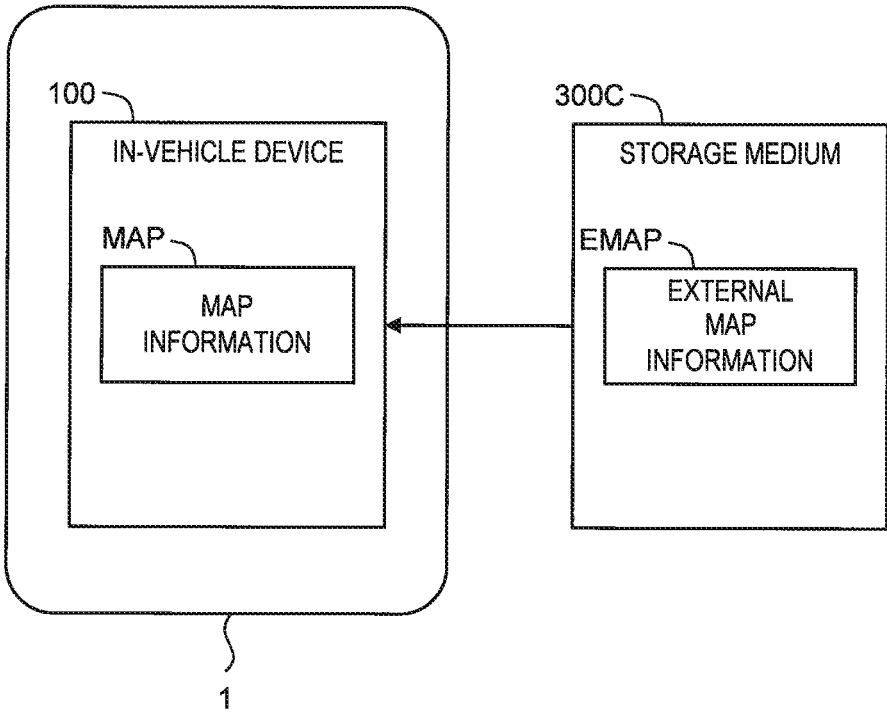 100
IN-VEHICLE DEVICE
MAP
MAP
INFORMATION
300C
STORAGE MEDIUM
EMAP
EXTERNAL
MAP
INFORMATION
1